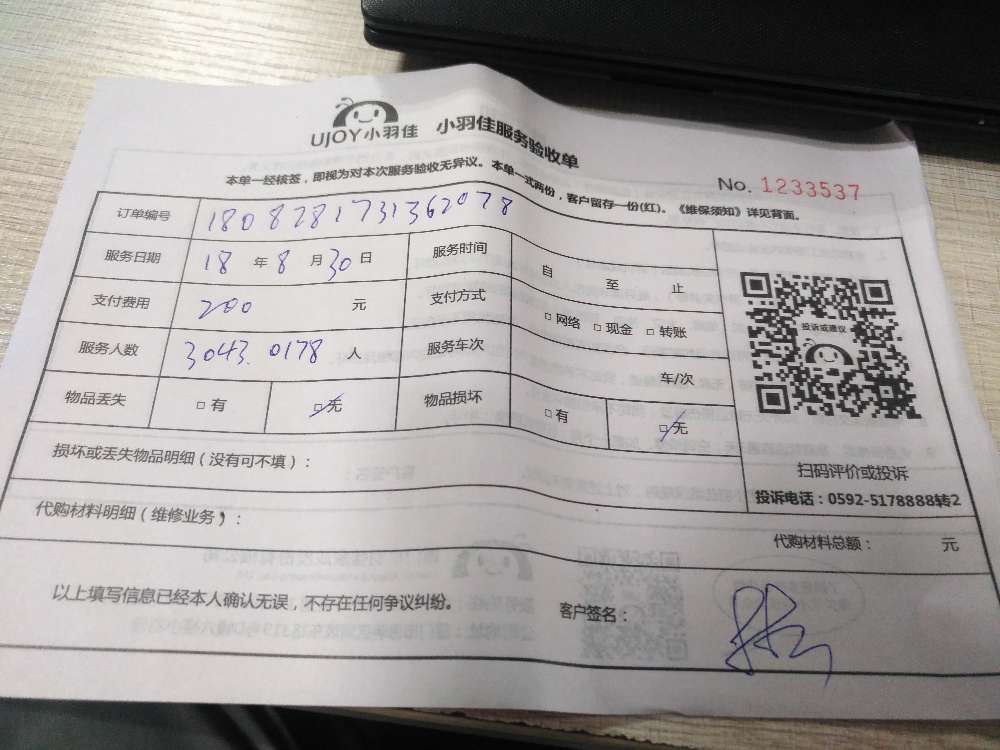 UJOY小羽佳 小羽佳服务验收单
本单一经核签，即视为对本次服务验收无异议。本单一式两份，客户留存一份(红)。《维保须知》详见背面。
No. 1233537
订单编号 1808281731362078
服务日期 18 年 8 月 30 日 服务时间 自 至 止
支付费用 200 元 支付方式 □网络 □现金 □转账
服务人数 3043.0178 人 服务车次 车/次
物品丢失 □有 □无 物品损坏 □有 □无
投诉或建议
扫码评价或投诉
投诉电话：0592-5178888转2
损坏或丢失物品明细（没有可不填）：
代购材料明细（维修业务）：
代购材料总额： 元
以上填写信息已经本人确认无误，不存在任何争议纠纷。 客户签名：